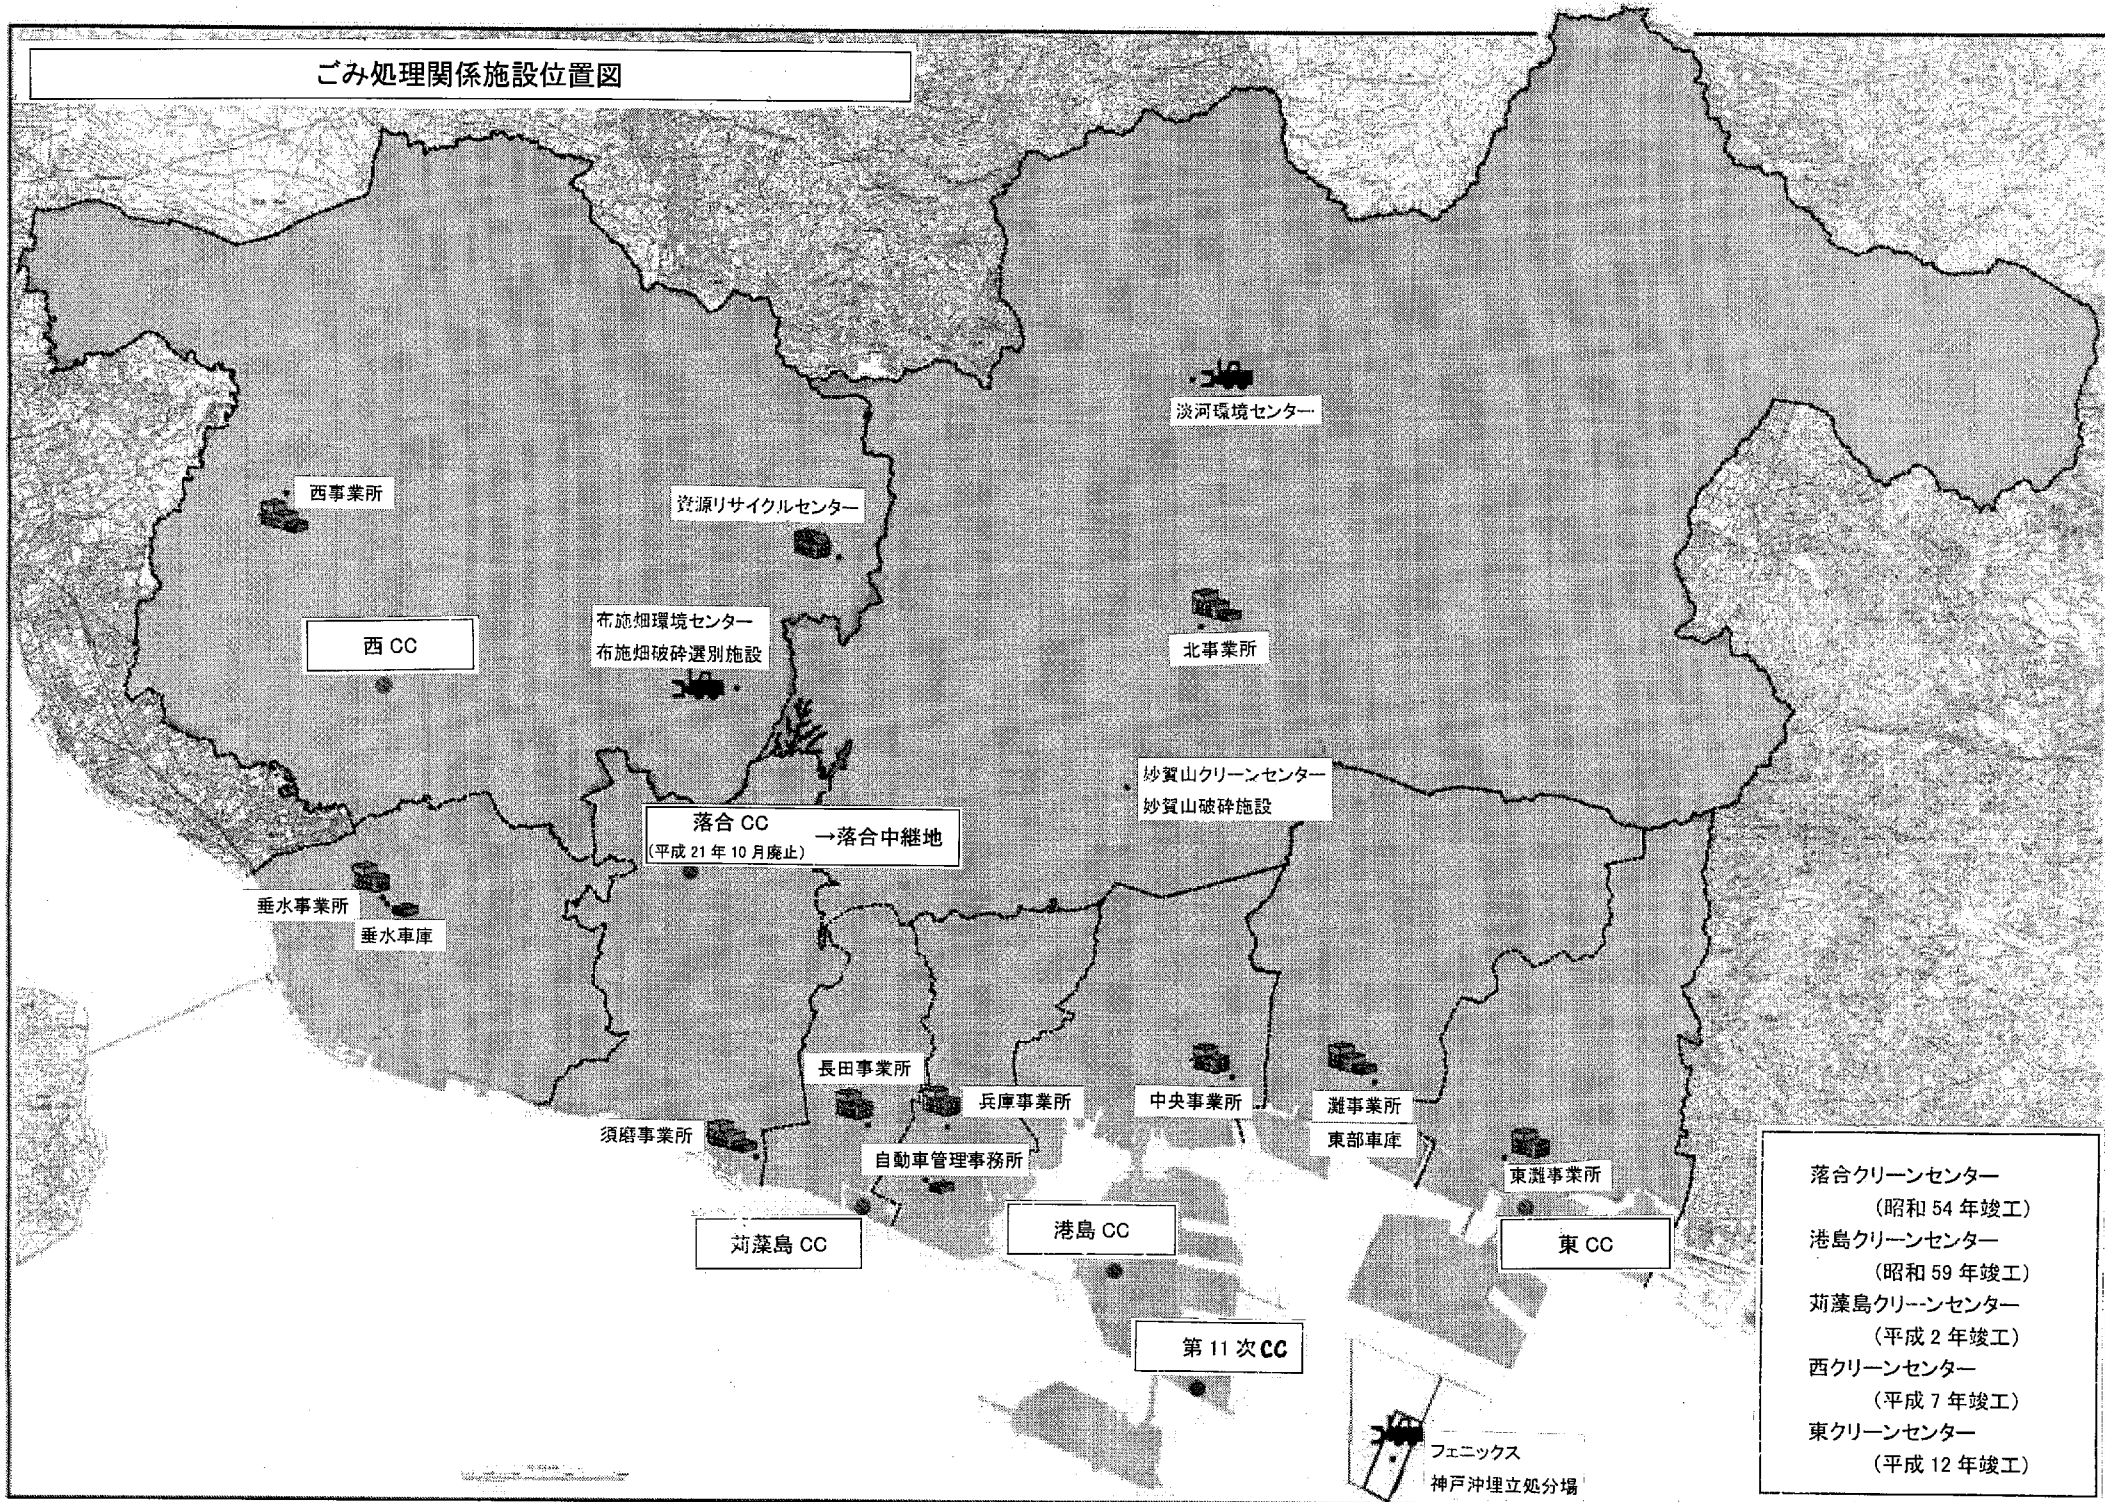 ごみ処理関係施設位置図
淡河環境センター
西事業所
資源リサイクルセンター
西 CC
布施畑環境センター
布施畑破砕選別施設
北事業所
妙賀山クリーンセンター
妙賀山破砕施設
落合 CC →落合中継地
(平成 21 年 10 月廃止)
垂水事業所
垂水車庫
長田事業所
兵庫事業所
中央事業所
灘事業所
東部車庫
須磨事業所
自動車管理事務所
東灘事業所
苅藻島 CC
港島 CC
東 CC
第 11 次 CC
フェニックス
神戸沖埋立処分場
落合クリーンセンター
(昭和 54 年竣工)
港島クリーンセンター
(昭和 59 年竣工)
苅藻島クリーンセンター
(平成 2 年竣工)
西クリーンセンター
(平成 7 年竣工)
東クリーンセンター
(平成 12 年竣工)